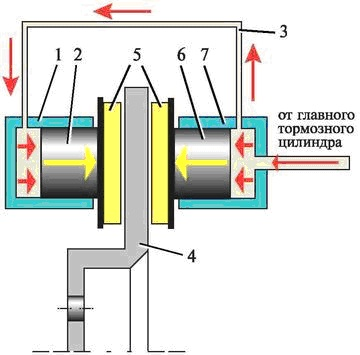 1 2 5 6 7 3
от главного
тормозного
цилиндра
4